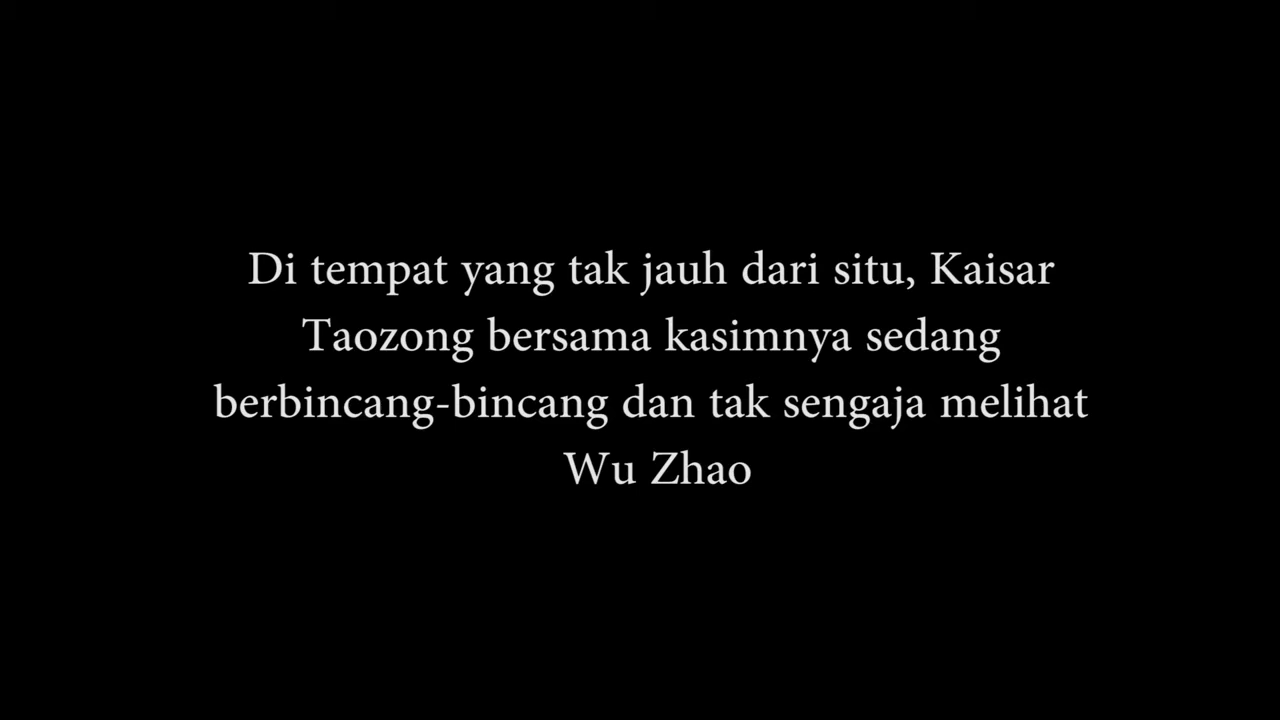 Di tempat yang tak jauh dari situ, Kaisar
Taozong bersama kasimnya sedang
berbincang-bincang dan tak sengaja melihat
Wu Zhao